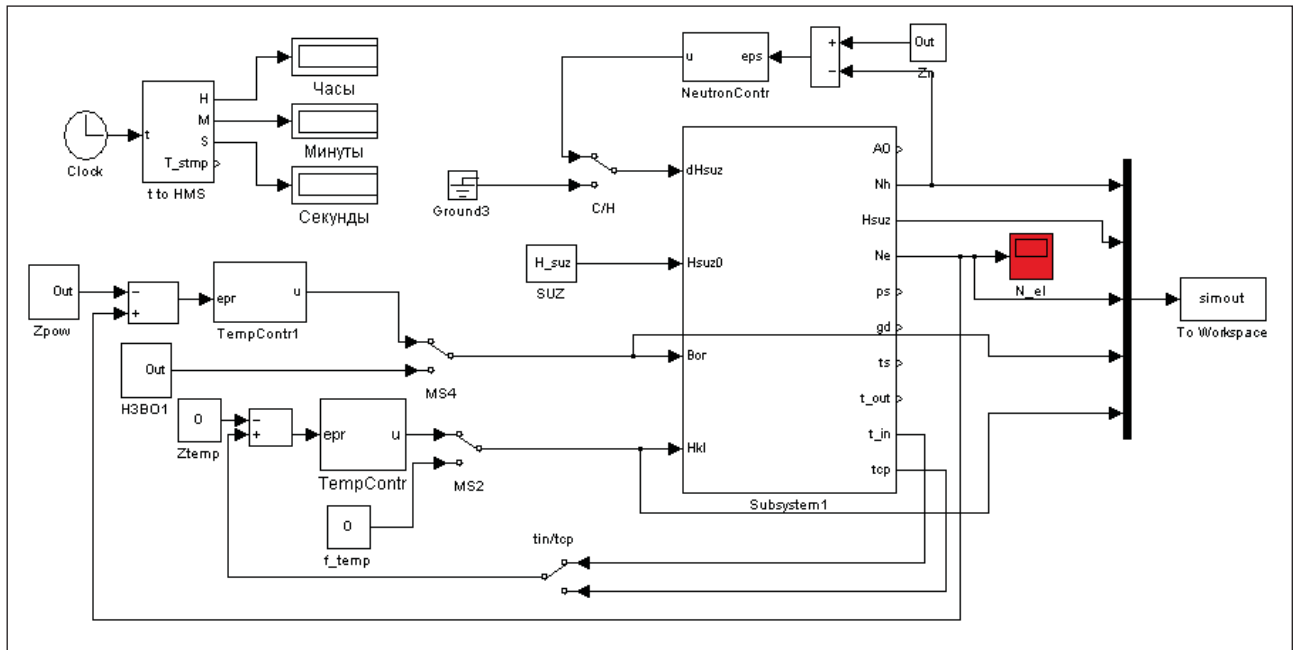 Clock
t
H
M
S
T_stmp
t to HMS
Часы
Минуты
Секунды
u
eps
NeutronContr
+
−
Out
Zn
Ground3
C/H
H_suz
SUZ
dHsuz
Hsuz0
Bor
Hkl
A0
Nh
Hsuz
Ne
ps
gd
ts
t_out
t_in
tcp
Subsystem1
N_el
simout
To Workspace
Out
Zpow
−
+
epr
u
TempContr1
Out
H3BO1
MS4
0
Ztemp
−
+
epr
u
TempContr
MS2
0
f_temp
tin/tcp